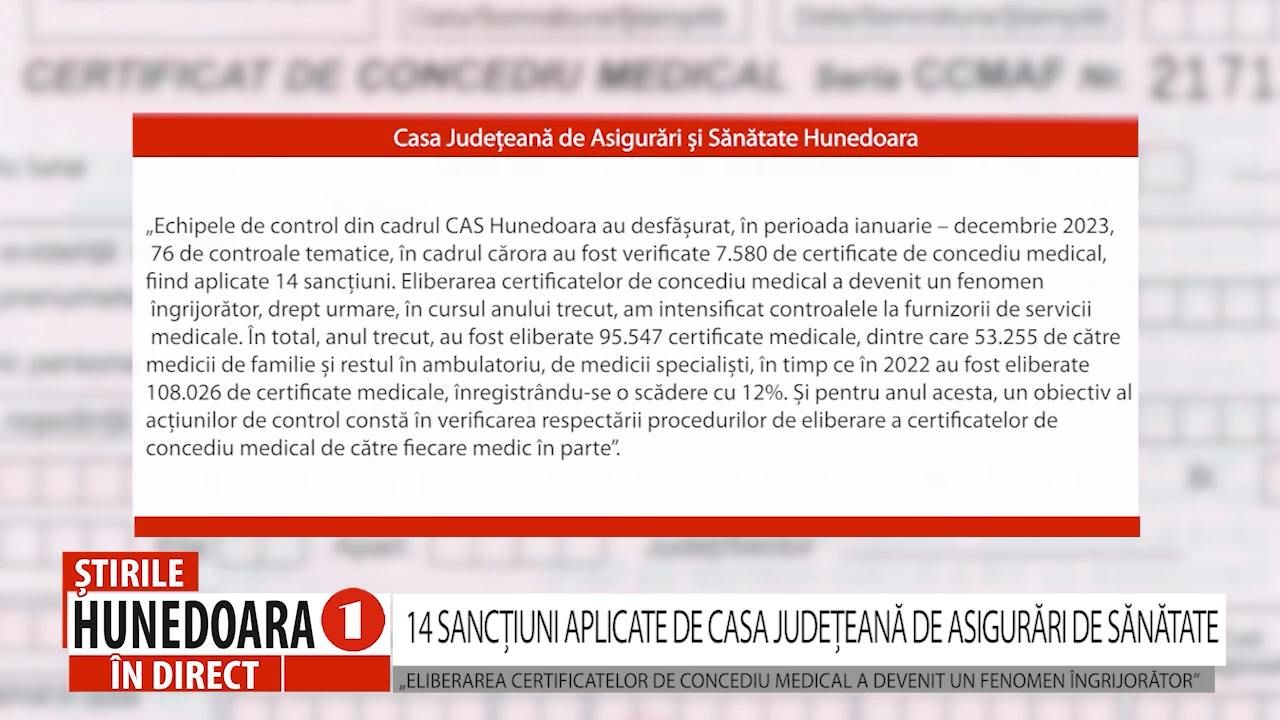 Data/Semnătura/Ștampila
Data/Semnătura/Ștampila
CERTIFICAT DE CONCEDIU MEDICAL Seria CCMAF Nr. 2171
Casa Județeană de Asigurări și Sănătate Hunedoara
„Echipele de control din cadrul CAS Hunedoara au desfășurat, în perioada ianuarie – decembrie 2023,
76 de controale tematice, în cadrul cărora au fost verificate 7.580 de certificate de concediu medical,
fiind aplicate 14 sancțiuni. Eliberarea certificatelor de concediu medical a devenit un fenomen
îngrijorător, drept urmare, în cursul anului trecut, am intensificat controalele la furnizorii de servicii
medicale. În total, anul trecut, au fost eliberate 95.547 certificate medicale, dintre care 53.255 de către
medicii de familie și restul în ambulatoriu, de medicii specialiști, în timp ce în 2022 au fost eliberate
108.026 de certificate medicale, înregistrându-se o scădere cu 12%. Și pentru anul acesta, un obiectiv al
acțiunilor de control constă în verificarea respectării procedurilor de eliberare a certificatelor de
concediu medical de către fiecare medic în parte”.
ȘTIRILE
HUNEDOARA 1
ÎN DIRECT
14 SANCȚIUNI APLICATE DE CASA JUDEȚEANĂ DE ASIGURĂRI DE SĂNĂTATE
„ELIBERAREA CERTIFICATELOR DE CONCEDIU MEDICAL A DEVENIT UN FENOMEN ÎNGRIJORĂTOR”